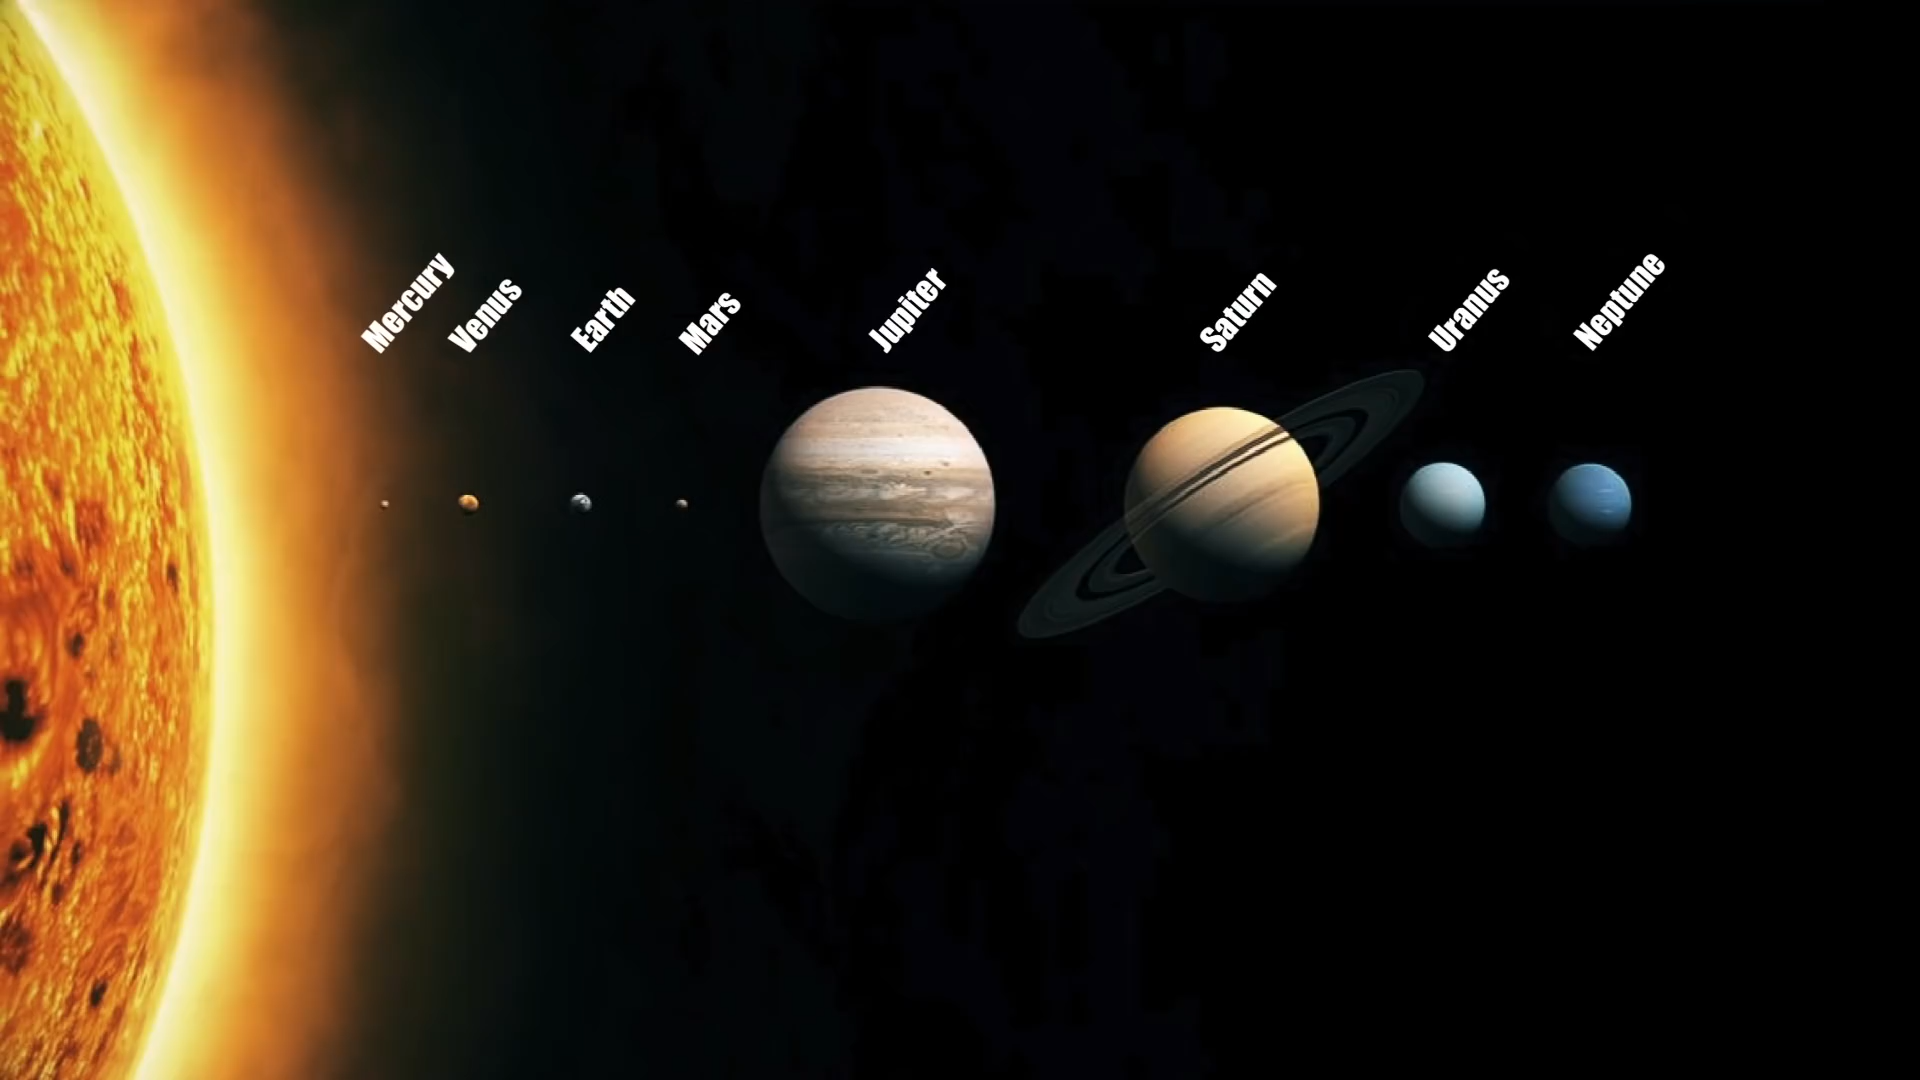 Mercury
Venus
Earth
Mars
Jupiter
Saturn
Uranus
Neptune